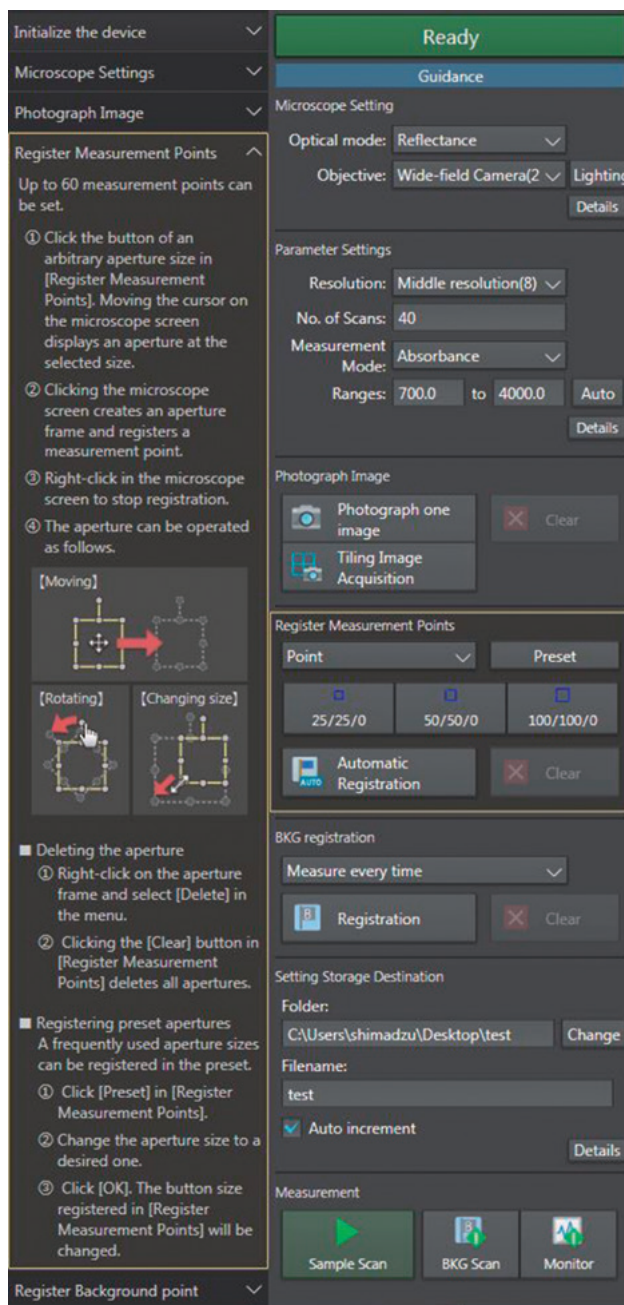 Initialize the device
Microscope Settings
Photograph Image
Register Measurement Points
Up to 60 measurement points can
be set.
① Click the button of an
arbitrary aperture size in
[Register Measurement
Points]. Moving the cursor on
the microscope screen
displays an aperture at the
selected size.
② Clicking the microscope
screen creates an aperture
frame and registers a
measurement point.
③ Right-click in the microscope
screen to stop registration.
④ The aperture can be operated
as follows.
【Moving】
【Rotating】
【Changing size】
■ Deleting the aperture
① Right-click on the aperture
frame and select [Delete] in
the menu.
② Clicking the [Clear] button in
[Register Measurement
Points] deletes all apertures.
■ Registering preset apertures
A frequently used aperture sizes
can be registered in the preset.
① Click [Preset] in [Register
Measurement Points].
② Change the aperture size to a
desired one.
③ Click [OK]. The button size
registered in [Register
Measurement Points] will be
changed.
Register Background point
Ready
Guidance
Microscope Setting
Optical mode: Reflectance
Objective: Wide-field Camera(2 Lighting
Details
Parameter Settings
Resolution: Middle resolution(8)
No. of Scans: 40
Measurement
Mode: Absorbance
Ranges: 700.0 to 4000.0 Auto
Details
Photograph Image
Photograph one
image
Clear
Tiling Image
Acquisition
Register Measurement Points
Point Preset
25/25/0 50/50/0 100/100/0
AUTO
Automatic
Registration
Clear
BKG registration
Measure every time
B Registration Clear
Setting Storage Destination
Folder:
C:\Users\shimadzu\Desktop\test Change
Filename:
test
Auto increment
Details
Measurement
Sample Scan BKG Scan Monitor